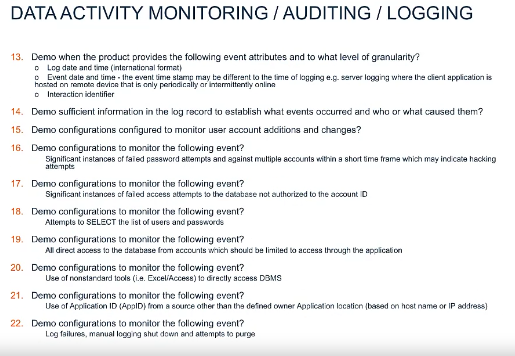 DATA ACTIVITY MONITORING / AUDITING / LOGGING
13. Demo when the product provides the following event attributes and to what level of granularity?
o Log date and time (international format)
o Event date and time - the event time stamp may be different to the time of logging e.g. server logging where the client application is
hosted on remote device that is only periodically or intermittently online
o Interaction identifier
14. Demo sufficient information in the log record to establish what events occurred and who or what caused them?
15. Demo configurations configured to monitor user account additions and changes?
16. Demo configurations to monitor the following event?
Significant instances of failed password attempts and against multiple accounts within a short time frame which may indicate hacking
attempts
17. Demo configurations to monitor the following event?
Significant instances of failed access attempts to the database not authorized to the account ID
18. Demo configurations to monitor the following event?
Attempts to SELECT the list of users and passwords
19. Demo configurations to monitor the following event?
All direct access to the database from accounts which should be limited to access through the application
20. Demo configurations to monitor the following event?
Use of nonstandard tools (i.e. Excel/Access) to directly access DBMS
21. Demo configurations to monitor the following event?
Use of Application ID (AppID) from a source other than the defined owner Application location (based on host name or IP address)
22. Demo configurations to monitor the following event?
Log failures, manual logging shut down and attempts to purge